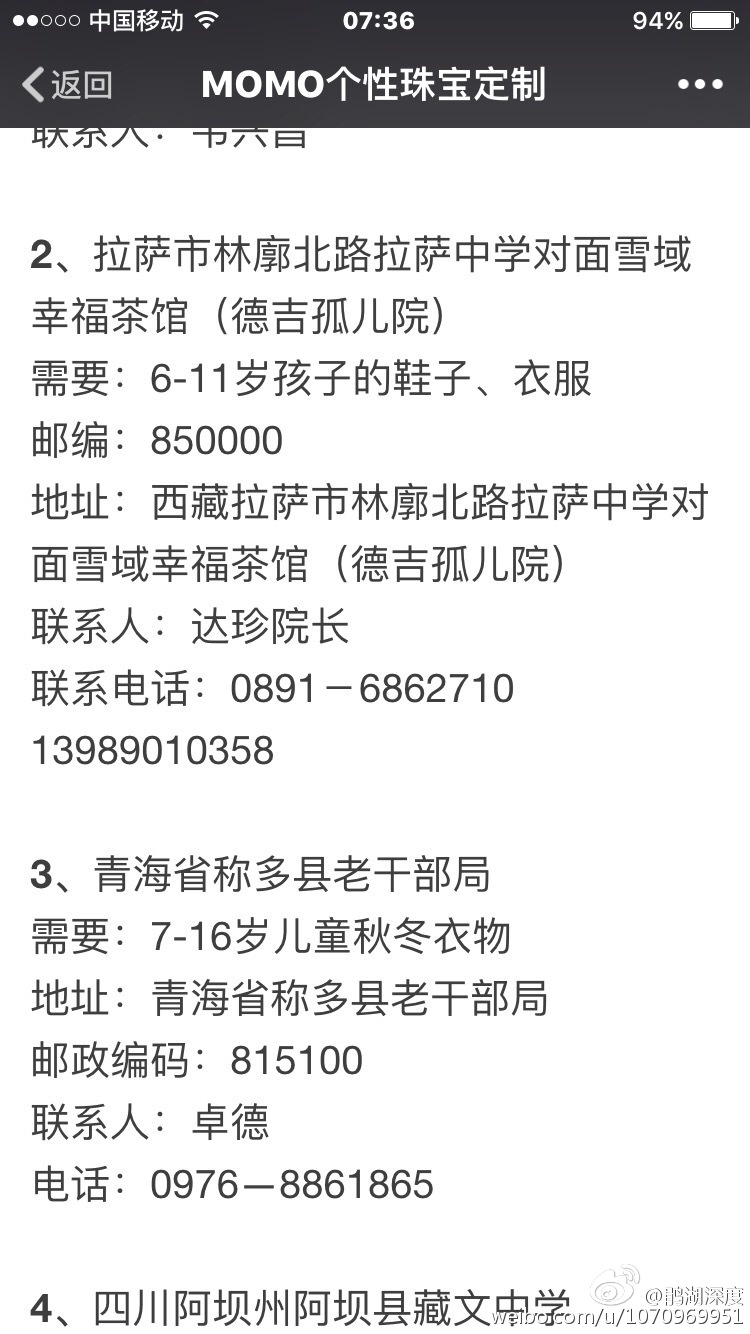 中国移动 07:36 94%
返回 MOMO个性珠宝定制
联系人：韦兴昌
2、拉萨市林廓北路拉萨中学对面雪域
幸福茶馆（德吉孤儿院）
需要：6-11岁孩子的鞋子、衣服
邮编：850000
地址：西藏拉萨市林廓北路拉萨中学对
面雪域幸福茶馆（德吉孤儿院）
联系人：达珍院长
联系电话：0891－6862710
13989010358
3、青海省称多县老干部局
需要：7-16岁儿童秋冬衣物
地址：青海省称多县老干部局
邮政编码：815100
联系人：卓德
电话：0976—8861865
4、四川阿坝州阿坝县藏文中学
@鹊湖深度
weibo.com/u/1070969951